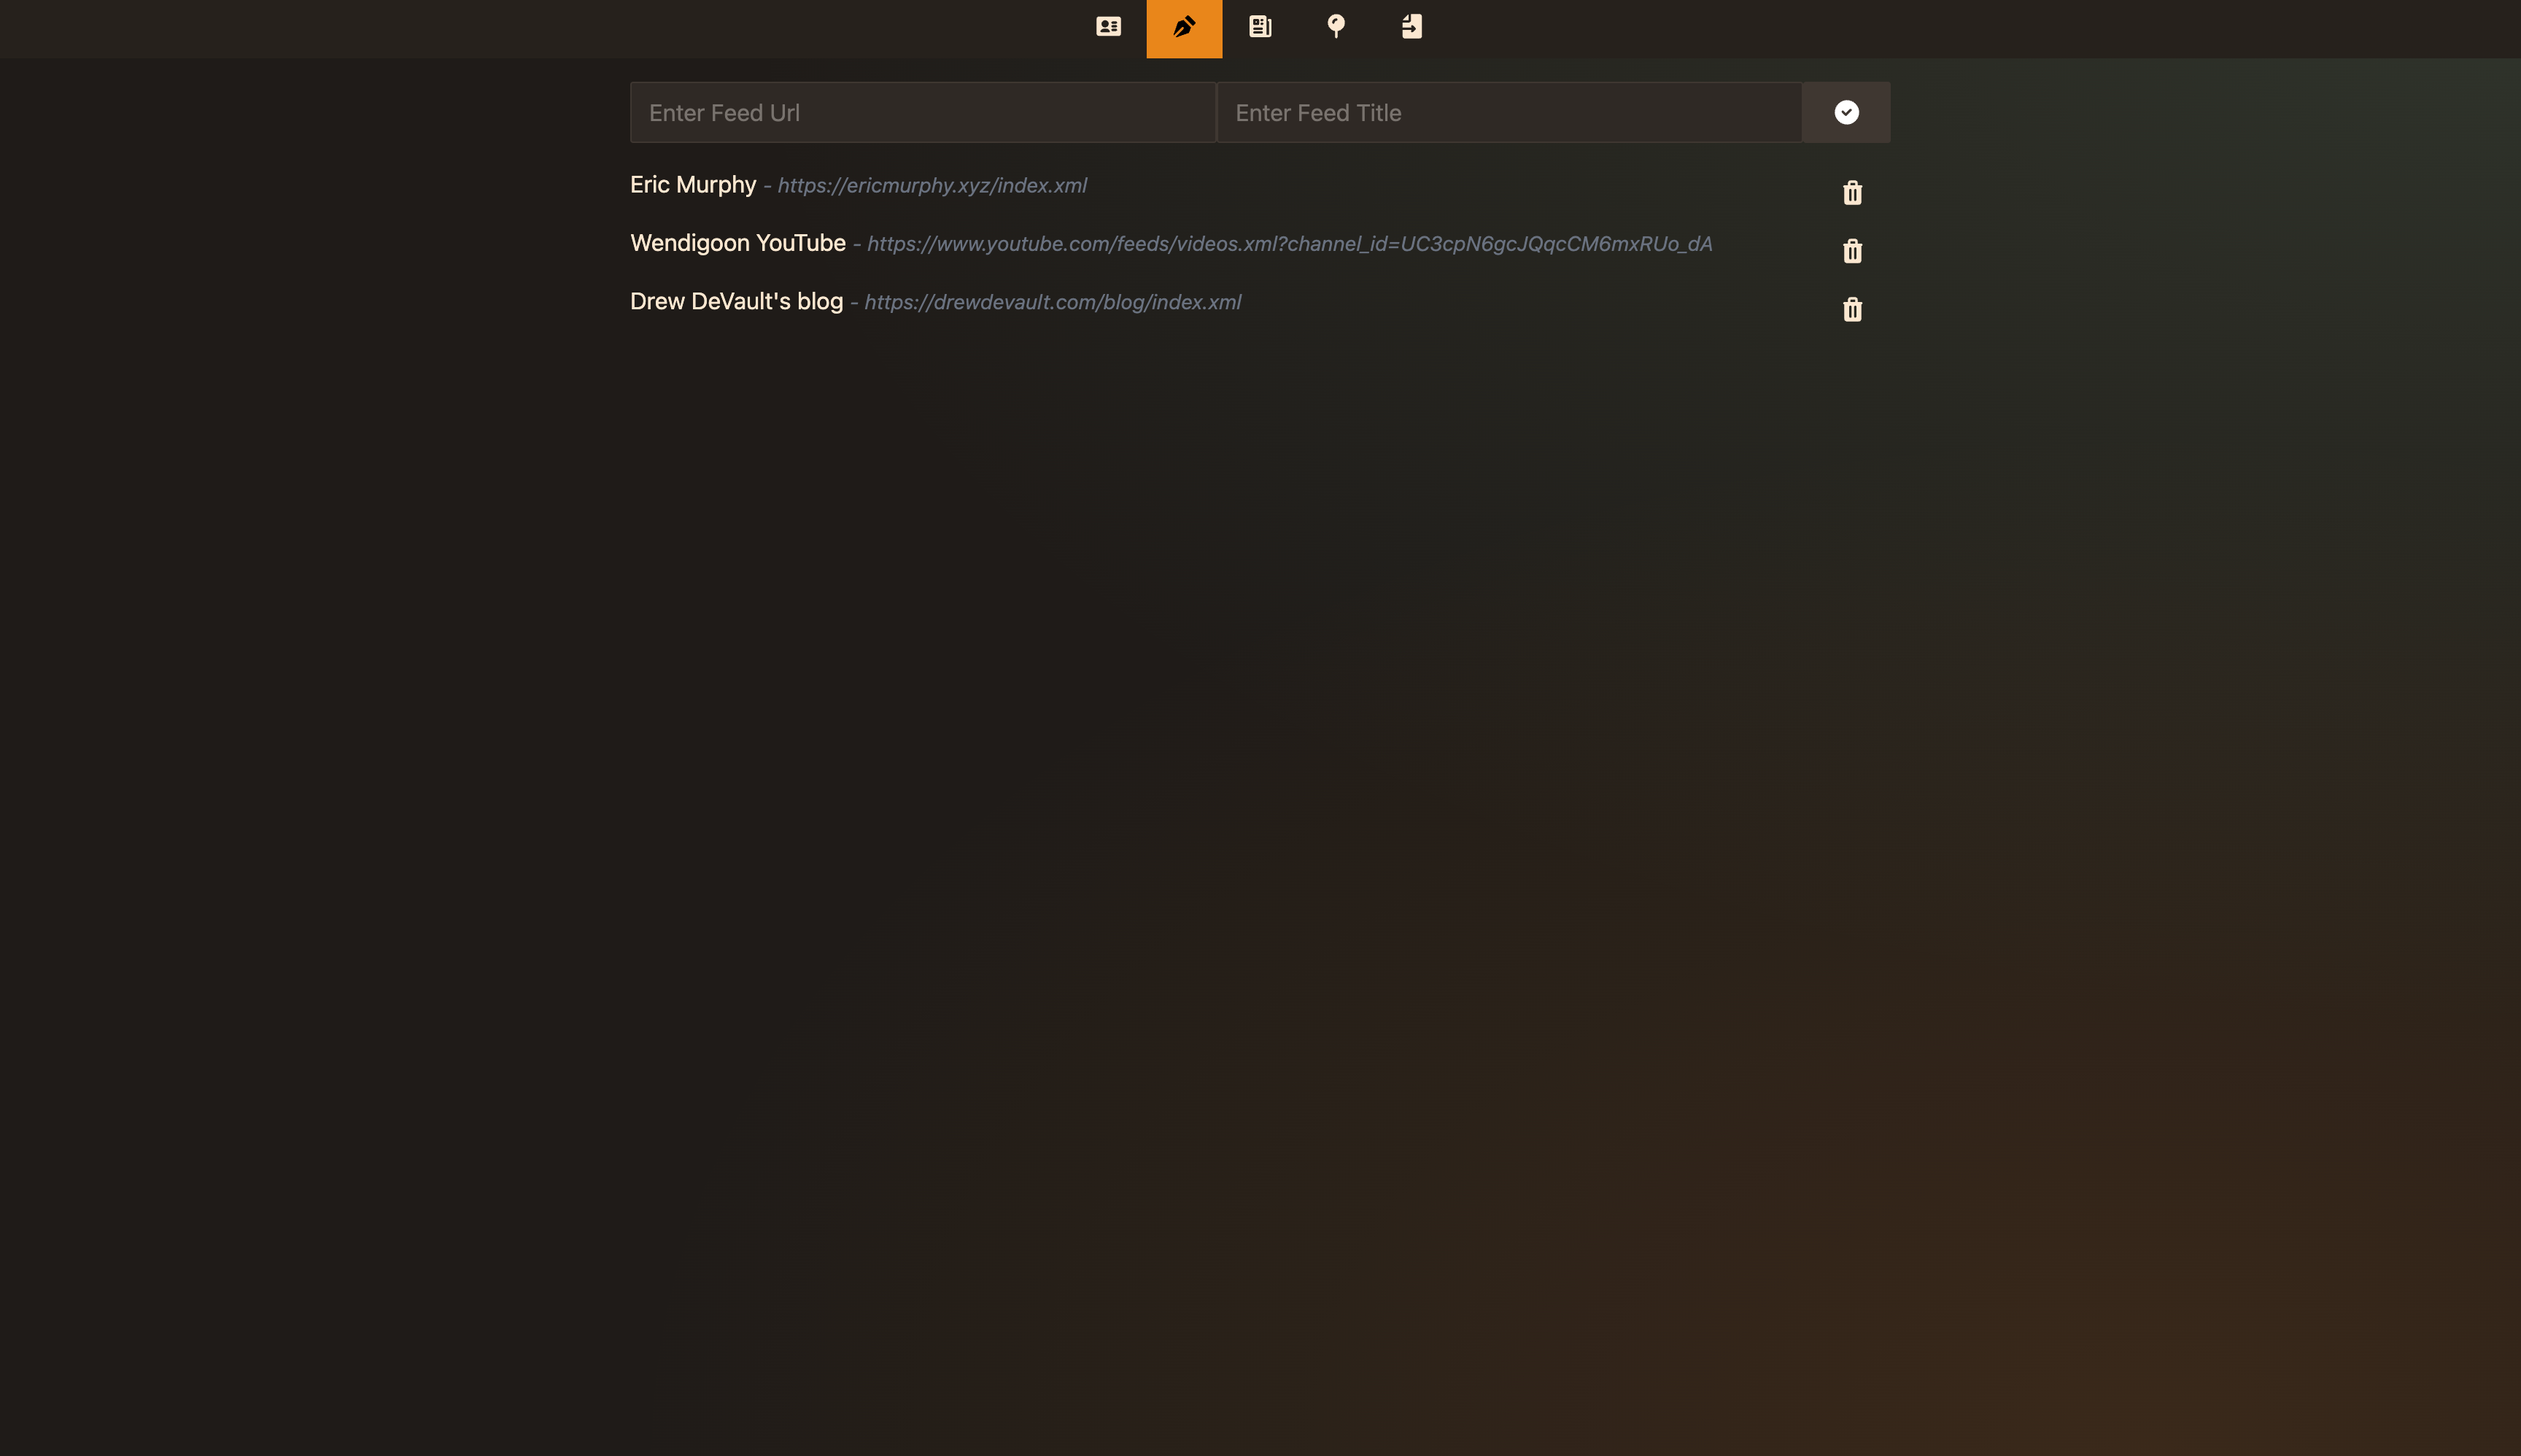 Enter Feed Url Enter Feed Title
Eric Murphy - https://ericmurphy.xyz/index.xml
Wendigoon YouTube - https://www.youtube.com/feeds/videos.xml?channel_id=UC3cpN6gcJQqcCM6mxRUo_dA
Drew DeVault's blog - https://drewdevault.com/blog/index.xml